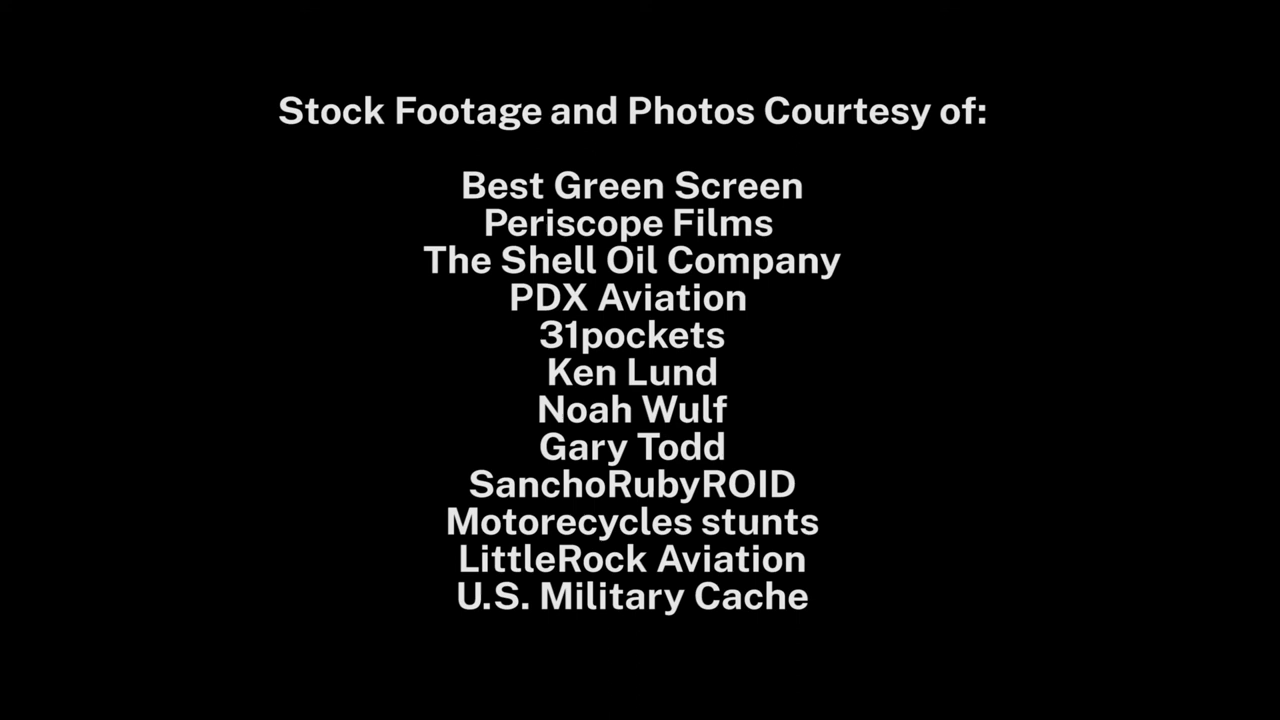 Stock Footage and Photos Courtesy of:
Best Green Screen
Periscope Films
The Shell Oil Company
PDX Aviation
31pockets
Ken Lund
Noah Wulf
Gary Todd
SanchoRubyROID
Motorecycles stunts
LittleRock Aviation
U.S. Military Cache